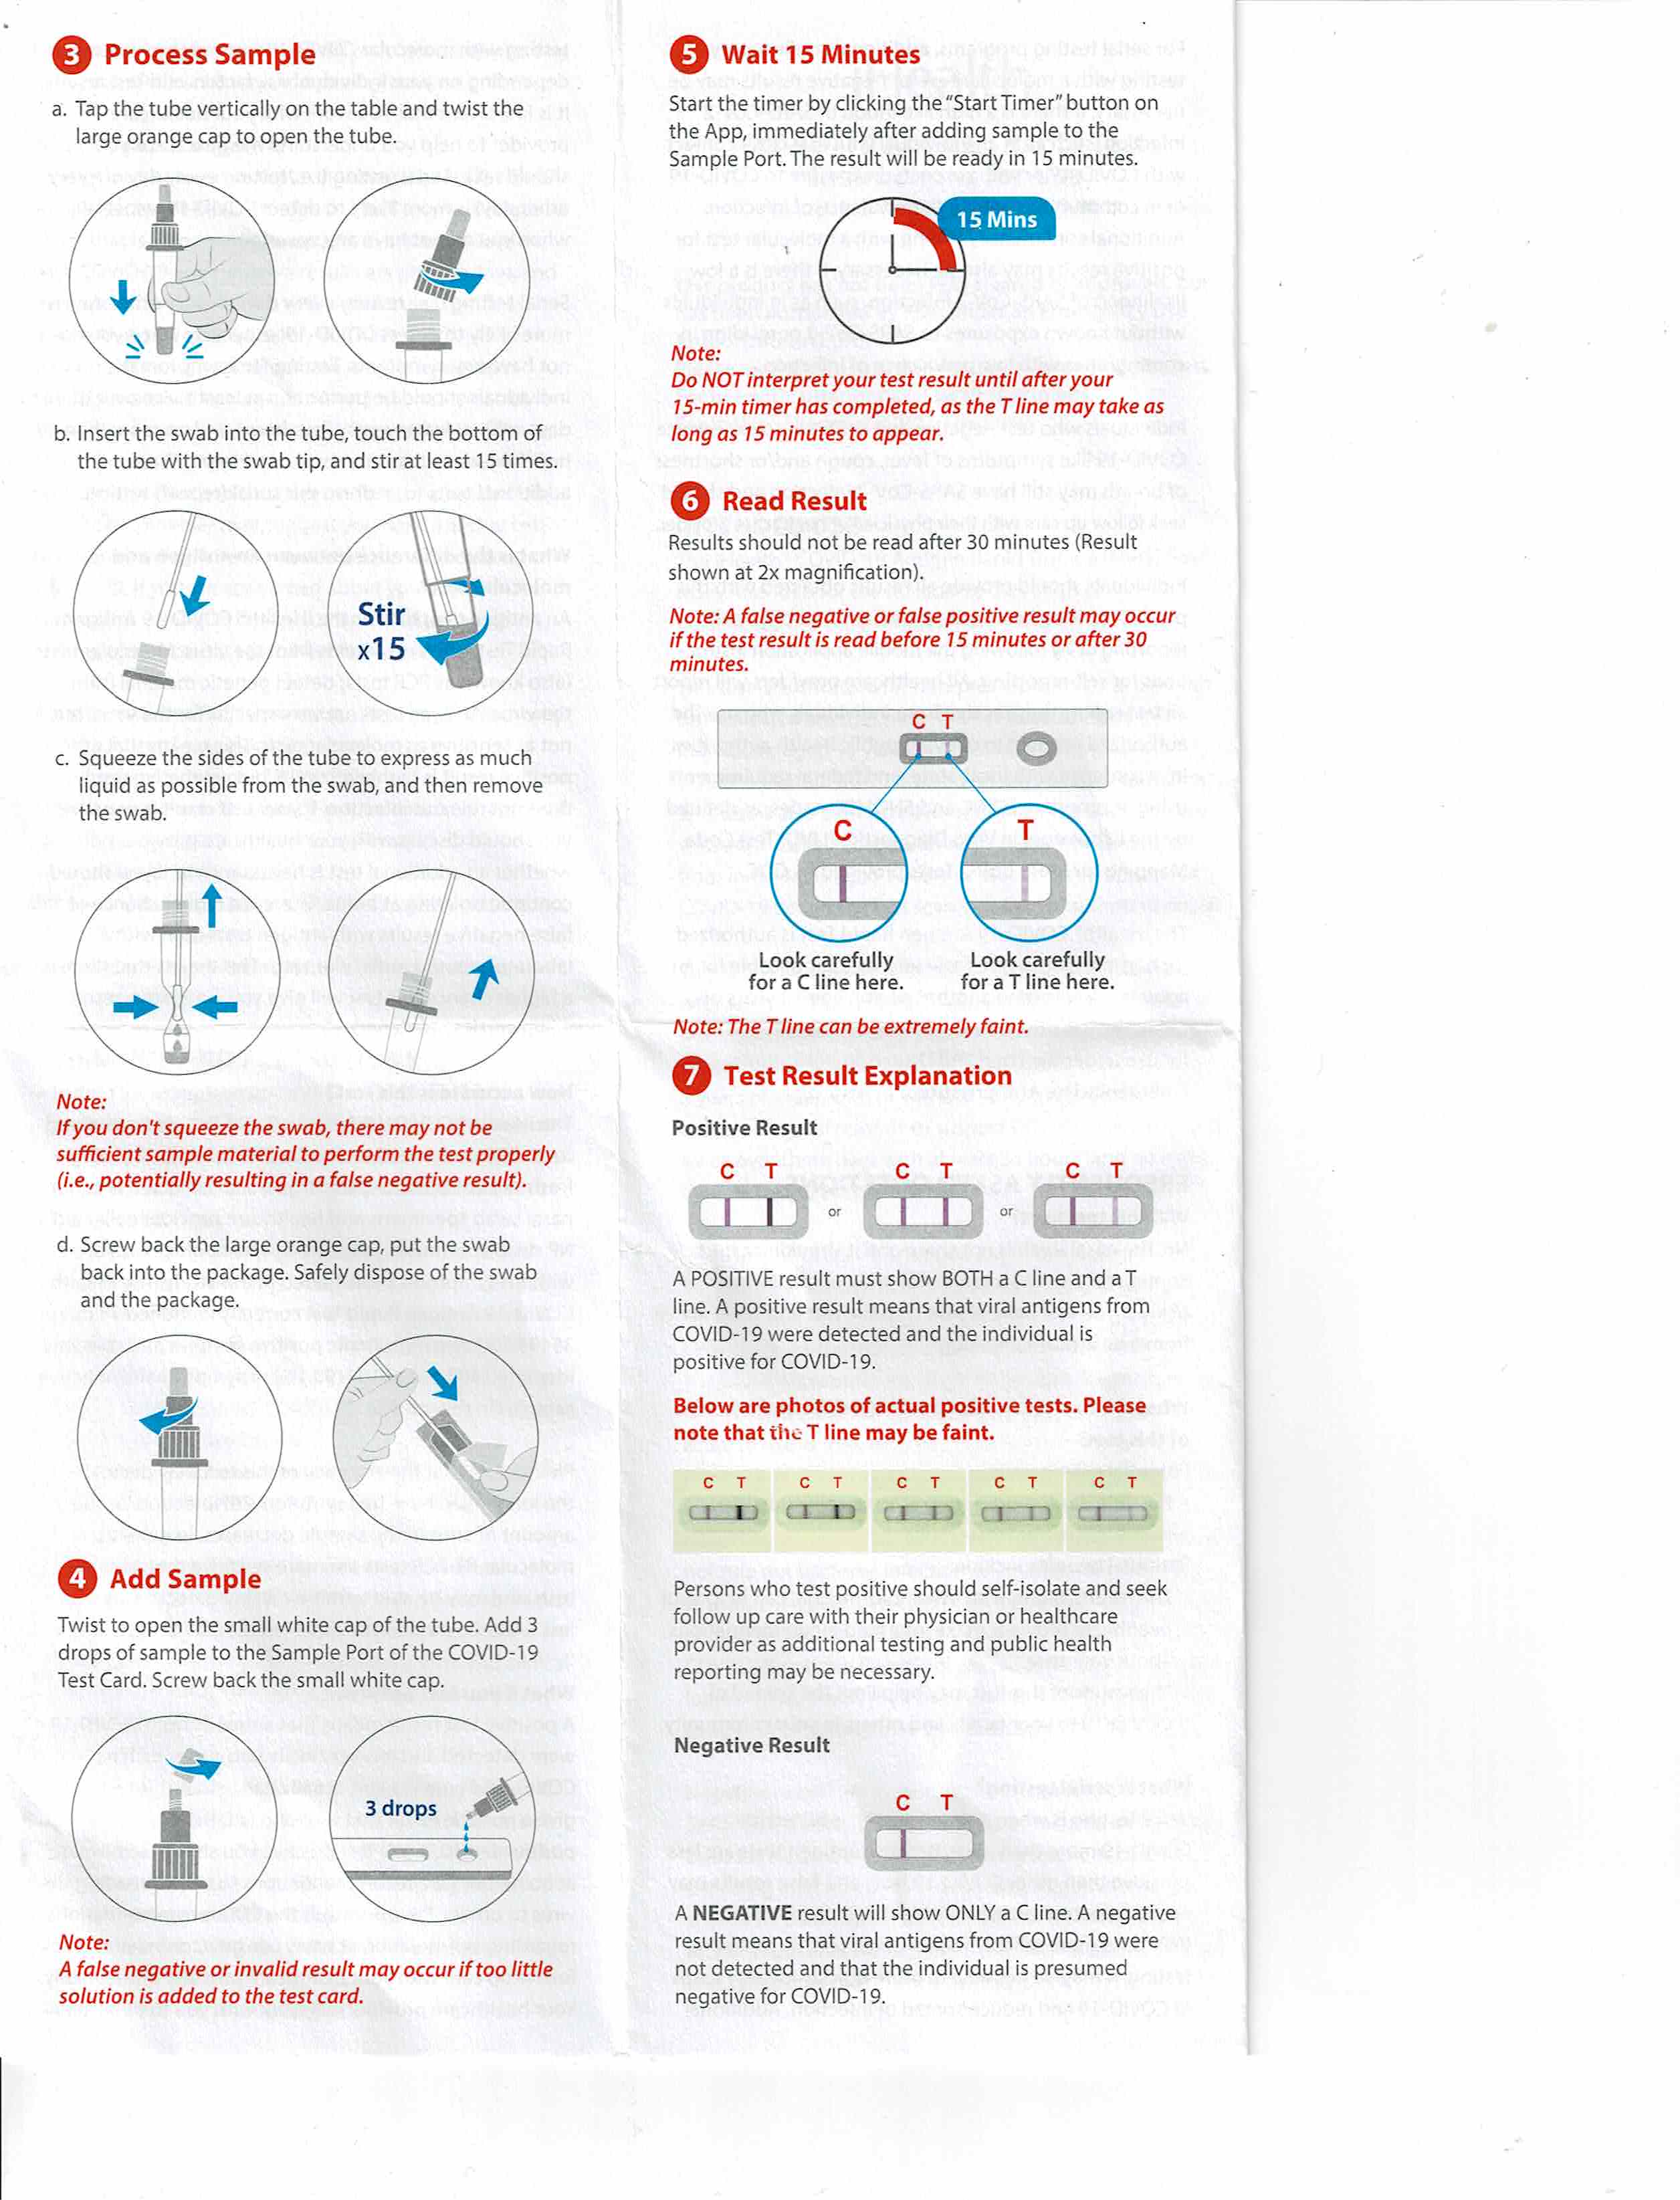 3 Process Sample
a. Tap the tube vertically on the table and twist the
large orange cap to open the tube.
b. Insert the swab into the tube, touch the bottom of
the tube with the swab tip, and stir at least 15 times.
Stir
x15
c. Squeeze the sides of the tube to express as much
liquid as possible from the swab, and then remove
the swab.
Note:
If you don't squeeze the swab, there may not be
sufficient sample material to perform the test properly
(i.e., potentially resulting in a false negative result).
d. Screw back the large orange cap, put the swab
back into the package. Safely dispose of the swab
and the package.
4 Add Sample
Twist to open the small white cap of the tube. Add 3
drops of sample to the Sample Port of the COVID-19
Test Card. Screw back the small white cap.
3 drops
Note:
A false negative or invalid result may occur if too little
solution is added to the test card.
5 Wait 15 Minutes
Start the timer by clicking the "Start Timer" button on
the App, immediately after adding sample to the
Sample Port. The result will be ready in 15 minutes.
15 Mins
Note:
Do NOT interpret your test result until after your
15-min timer has completed, as the T line may take as
long as 15 minutes to appear.
6 Read Result
Results should not be read after 30 minutes (Result
shown at 2x magnification).
Note: A false negative or false positive result may occur
if the test result is read before 15 minutes or after 30
minutes.
C T
C T
Look carefully Look carefully
for a C line here. for a T line here.
Note: The T line can be extremely faint.
7 Test Result Explanation
Positive Result
C T C T C T
or or
A POSITIVE result must show BOTH a C line and a T
line. A positive result means that viral antigens from
COVID-19 were detected and the individual is
positive for COVID-19.
Below are photos of actual positive tests. Please
note that the T line may be faint.
C T C T C T C T C T
Persons who test positive should self-isolate and seek
follow up care with their physician or healthcare
provider as additional testing and public health
reporting may be necessary.
Negative Result
C T
A NEGATIVE result will show ONLY a C line. A negative
result means that viral antigens from COVID-19 were
not detected and that the individual is presumed
negative for COVID-19.